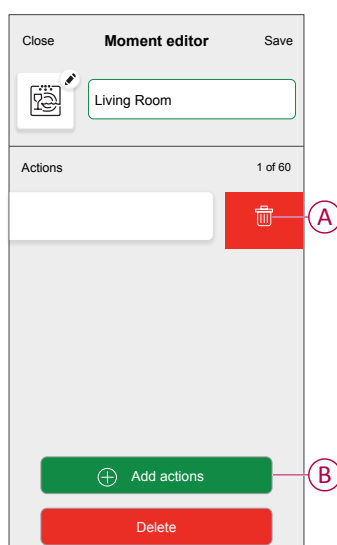 Close Moment editor Save
Living Room
Actions 1 of 60
A
Add actions B
Delete